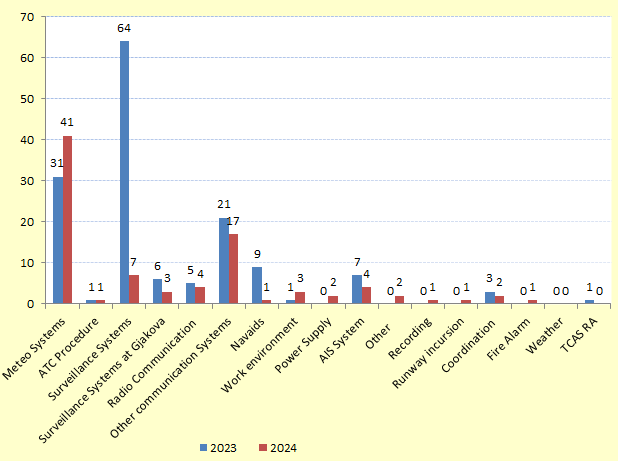 70
60
50
40
30
20
10
0
31 41
1 1
64 7
6 3
5 4
21 17
9 1
1 3
0 2
7 4
0 2
0 1
0 1
3 2
0 1
0 0
1 0
Meteo Systems
ATC Procedure
Surveillance Systems
Surveillance Systems at Gjakova
Radio Communication
Other communication Systems
Navaids
Work environment
Power Supply
AIS System
Other
Recording
Runway incursion
Coordination
Fire Alarm
Weather
TCAS RA
2023 2024